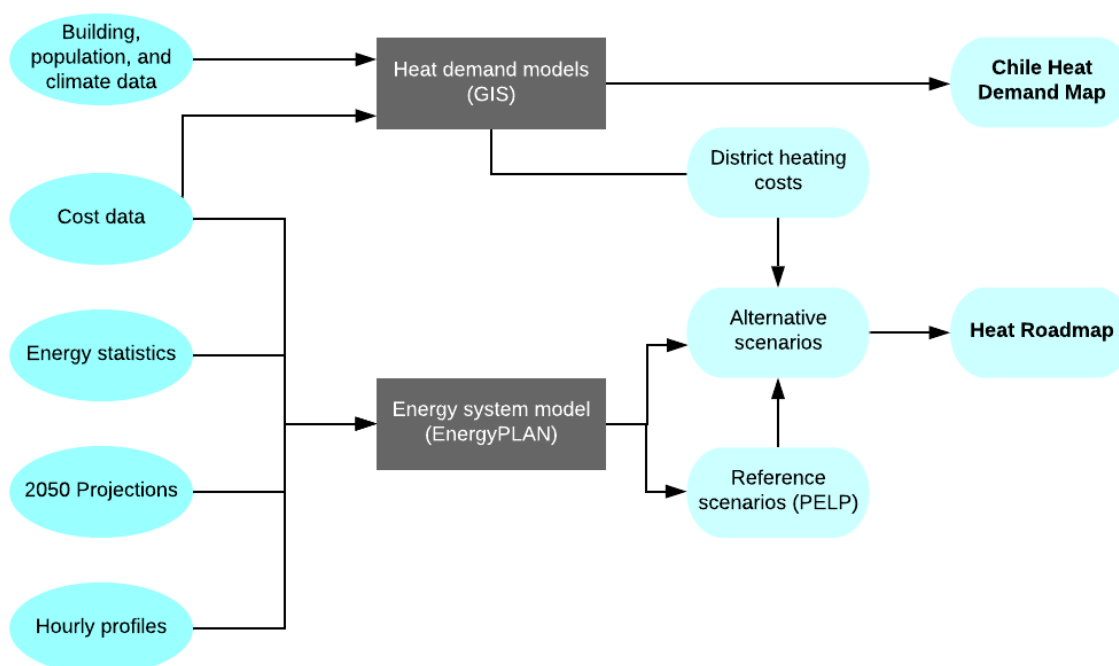 Building,
population, and
climate data
Heat demand models
(GIS)
Chile Heat
Demand Map
District heating
costs
Cost data
Energy statistics
Alternative
scenarios
Heat Roadmap
Energy system model
(EnergyPLAN)
2050 Projections
Reference
scenarios (PELP)
Hourly profiles